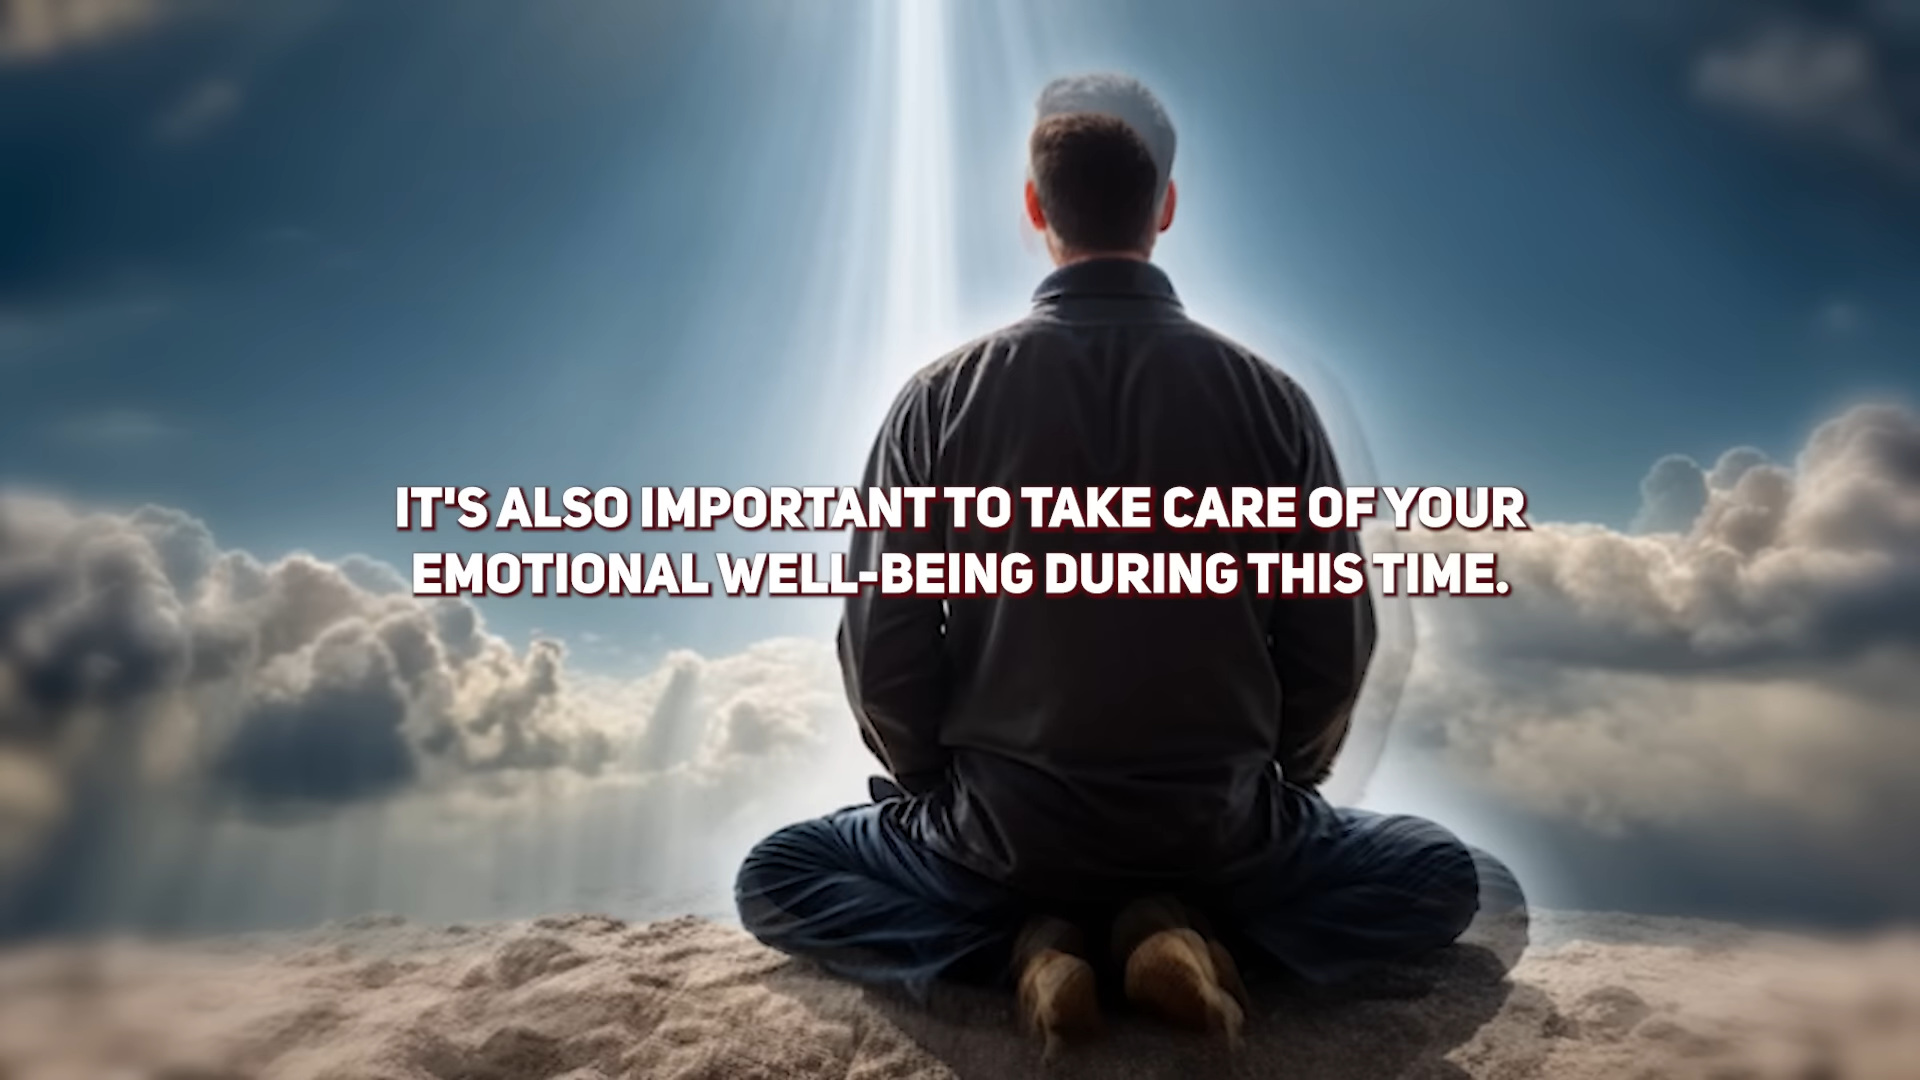 IT'S ALSO IMPORTANT TO TAKE CARE OF YOUR
EMOTIONAL WELL-BEING DURING THIS TIME.